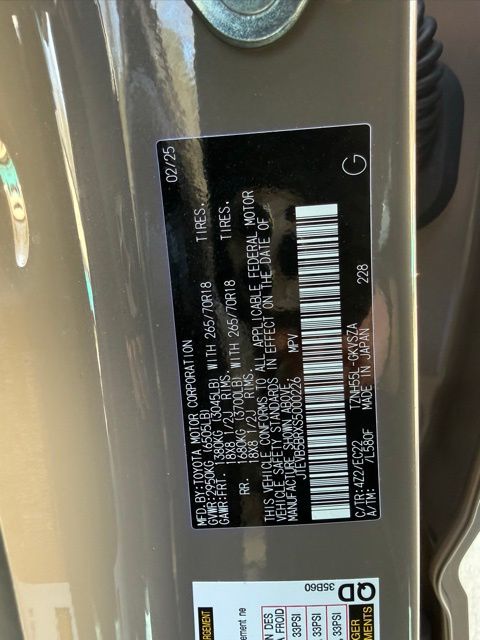 MFD.BY:TOYOTA MOTOR CORPORATION 02/25
GVWR:2950KG (6505LB)
GAWR:FRT. 1380KG (3045LB) WITH 265/70R18 TIRES,
18X8 1/2J RIMS.
RR. 1680KG (3700LB) WITH 265/70R18 TIRES,
18X8 1/2J RIMS.
THIS VEHICLE CONFORMS TO ALL APPLICABLE FEDERAL MOTOR
VEHICLE SAFETY STANDARDS IN EFFECT ON THE DATE OF
MANUFACTURE SHOWN ABOVE.
JTEVB5BRXS5000226 MPV
C/TR:4Z2/EC22 TZNH55L-GKVSZA
A/TM: /L580F MADE IN JAPAN
228
G
QD
35B60
33PSI
33PSI
33PSI